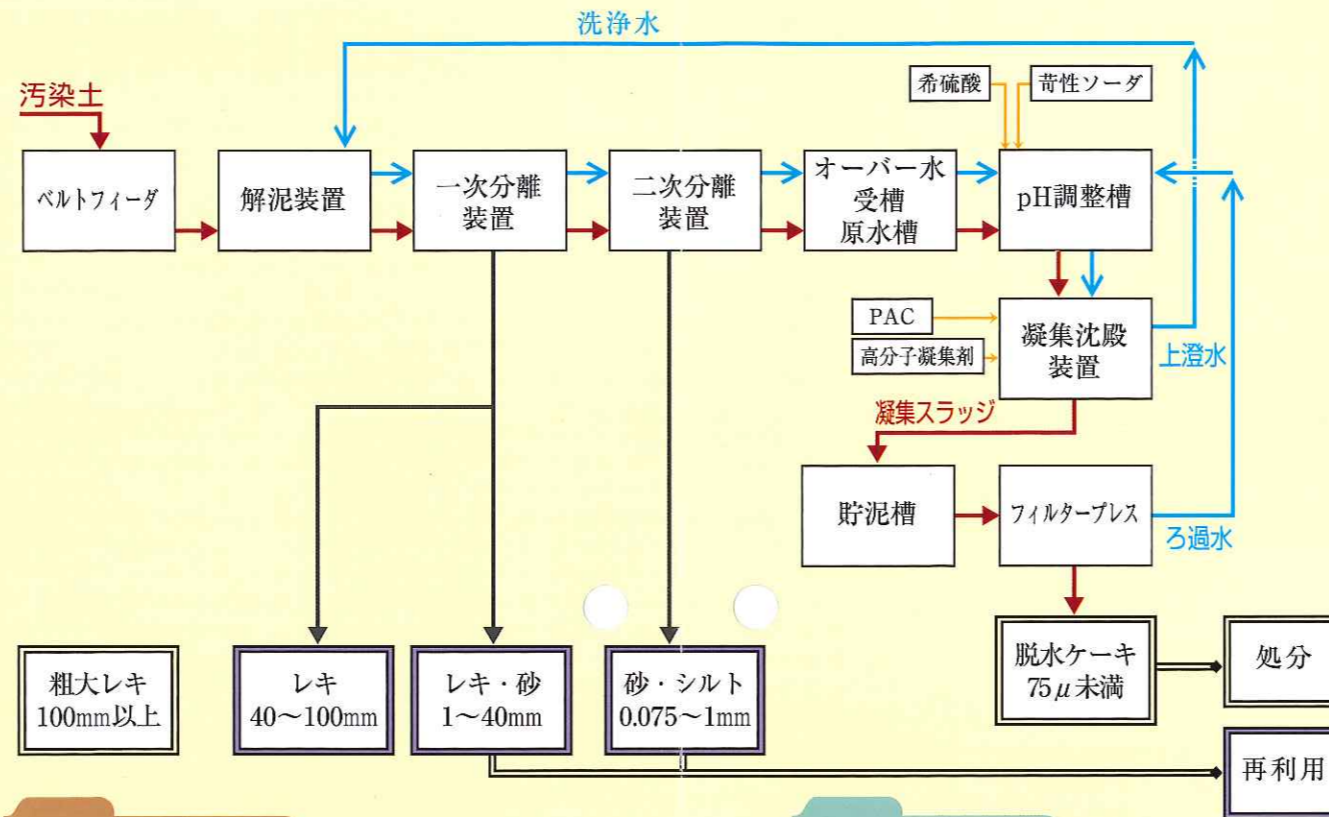 洗浄水
汚染土
希硫酸
苛性ソーダ
ベルトフィーダ
解泥装置
一次分離
装置
二次分離
装置
オーバー水
受槽
原水槽
pH調整槽
PAC
高分子凝集剤
凝集沈殿
装置
上澄水
凝集スラッジ
貯泥槽
フィルタープレス
ろ過水
粗大レキ
100mm以上
レキ
40〜100mm
レキ・砂
1〜40mm
砂・シルト
0.075〜1mm
脱水ケーキ
75μ未満
処分
再利用